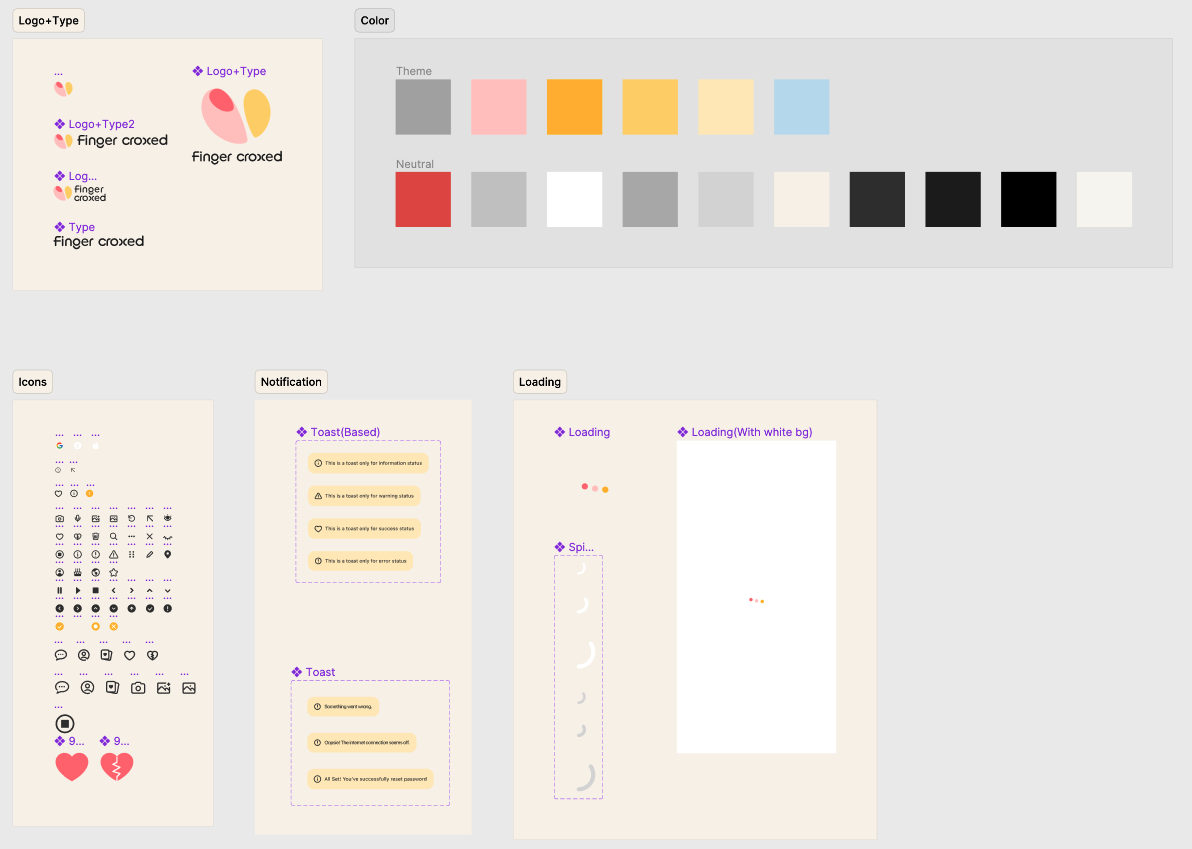 Logo+Type
Color
...
Logo+Type
Logo+Type2
Finger croxed
Finger croxed
Log...
Finger
croxed
Type
Finger croxed
Theme
Neutral
Icons
Notification
Loading
... ... ...
... ...
... ... ...
... ... ... ... ... ... ...
... ... ... ... ... ... ...
... ... ... ... ... ... ...
... ... ... ...
... ... ... ... ... ... ...
... ... ... ... ... ... ...
... ... ... ...
... ... ... ... ...
... ... ... ... ... ...
...
9... 9...
Toast(Based)
This is a toast only for information status
This is a toast only for warning status
This is a toast only for success status
This is a toast only for error status
Toast
Something went wrong.
Oopsie! The internet connection seems off.
All Set! You've successfully reset password
Loading
Loading(With white bg)
Spi...